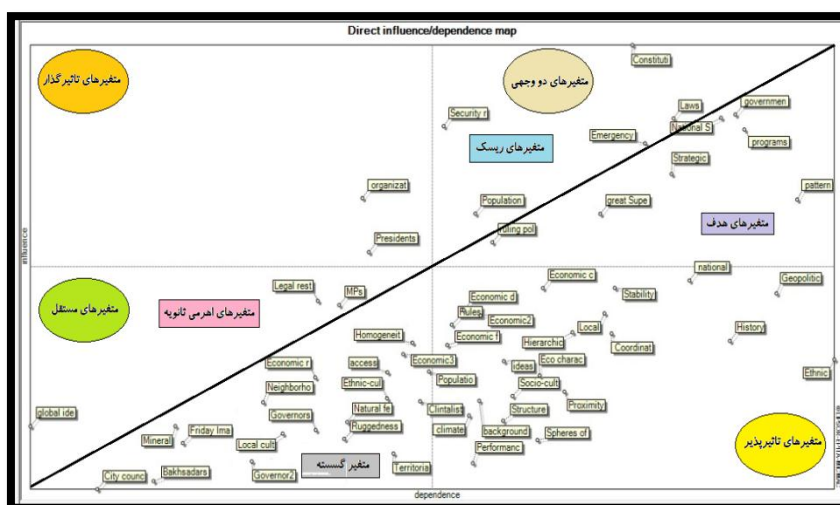 Direct influence/dependence map
متغیرهای تاثیرگذار
متغیرهای دو وجهی
Constituti
Security r
Laws
governmen
National S
Emergency
programs
متغیرهای ریسک
Strategic
organizat
pattern
Population
great Supe
متغیرهای هدف
Presidents
ruling pol
influence
national
Economic c
Geopolitic
Legal rest
MPs
Stability
متغیرهای مستقل
متغیرهای اهرمی ثانویه
Economic d
Rules
Economic2
Local
History
Homogeneit
Economic f
Hierarchic
Coordinat
Economic r
access
Economic3
ideas
Eco charac
Ethnic
Neighborho
Ethnic-cul
Populatio
Socio-cult
global ide
Natural fe
Clintalist
Proximity
Governors
Structure
Mineral
Friday Ima
Ruggedness
climate
background
Spheres of
متغیرهای تاثیرپذیر
Local cult
Performanc
City counc
Bakhsadars
Governor2
متغیر گسسته
Territoria
dependence